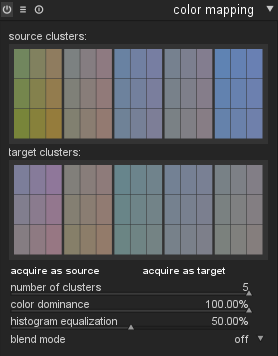 color mapping
source clusters:
target clusters:
acquire as source acquire as target
number of clusters 5
color dominance 100.00%
histogram equalization 50.00%
blend mode off